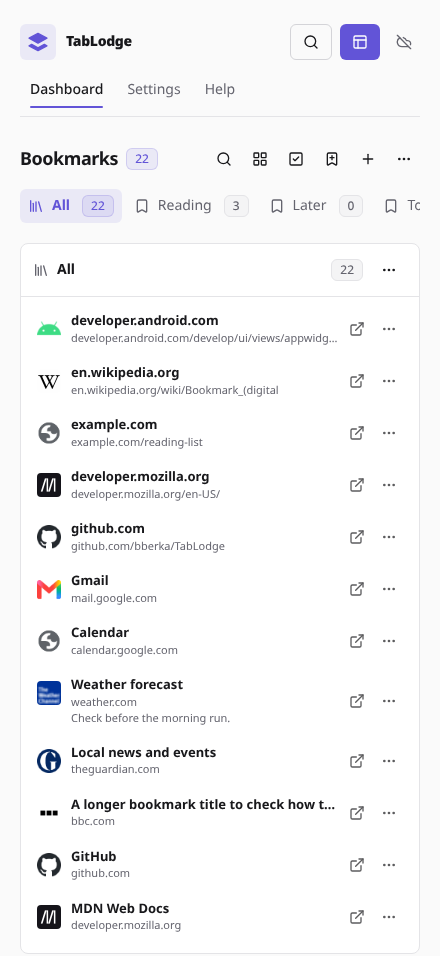 TabLodge
Dashboard Settings Help
Bookmarks 22
All 22 Reading 3 Later 0 To
All 22
developer.android.com
developer.android.com/develop/ui/views/appwidg...
W en.wikipedia.org
en.wikipedia.org/wiki/Bookmark_(digital
example.com
example.com/reading-list
developer.mozilla.org
developer.mozilla.org/en-US/
github.com
github.com/bberka/TabLodge
Gmail
mail.google.com
Calendar
calendar.google.com
The Weather Channel
Weather forecast
weather.com
Check before the morning run.
Local news and events
theguardian.com
A longer bookmark title to check how t...
bbc.com
GitHub
github.com
MDN Web Docs
developer.mozilla.org